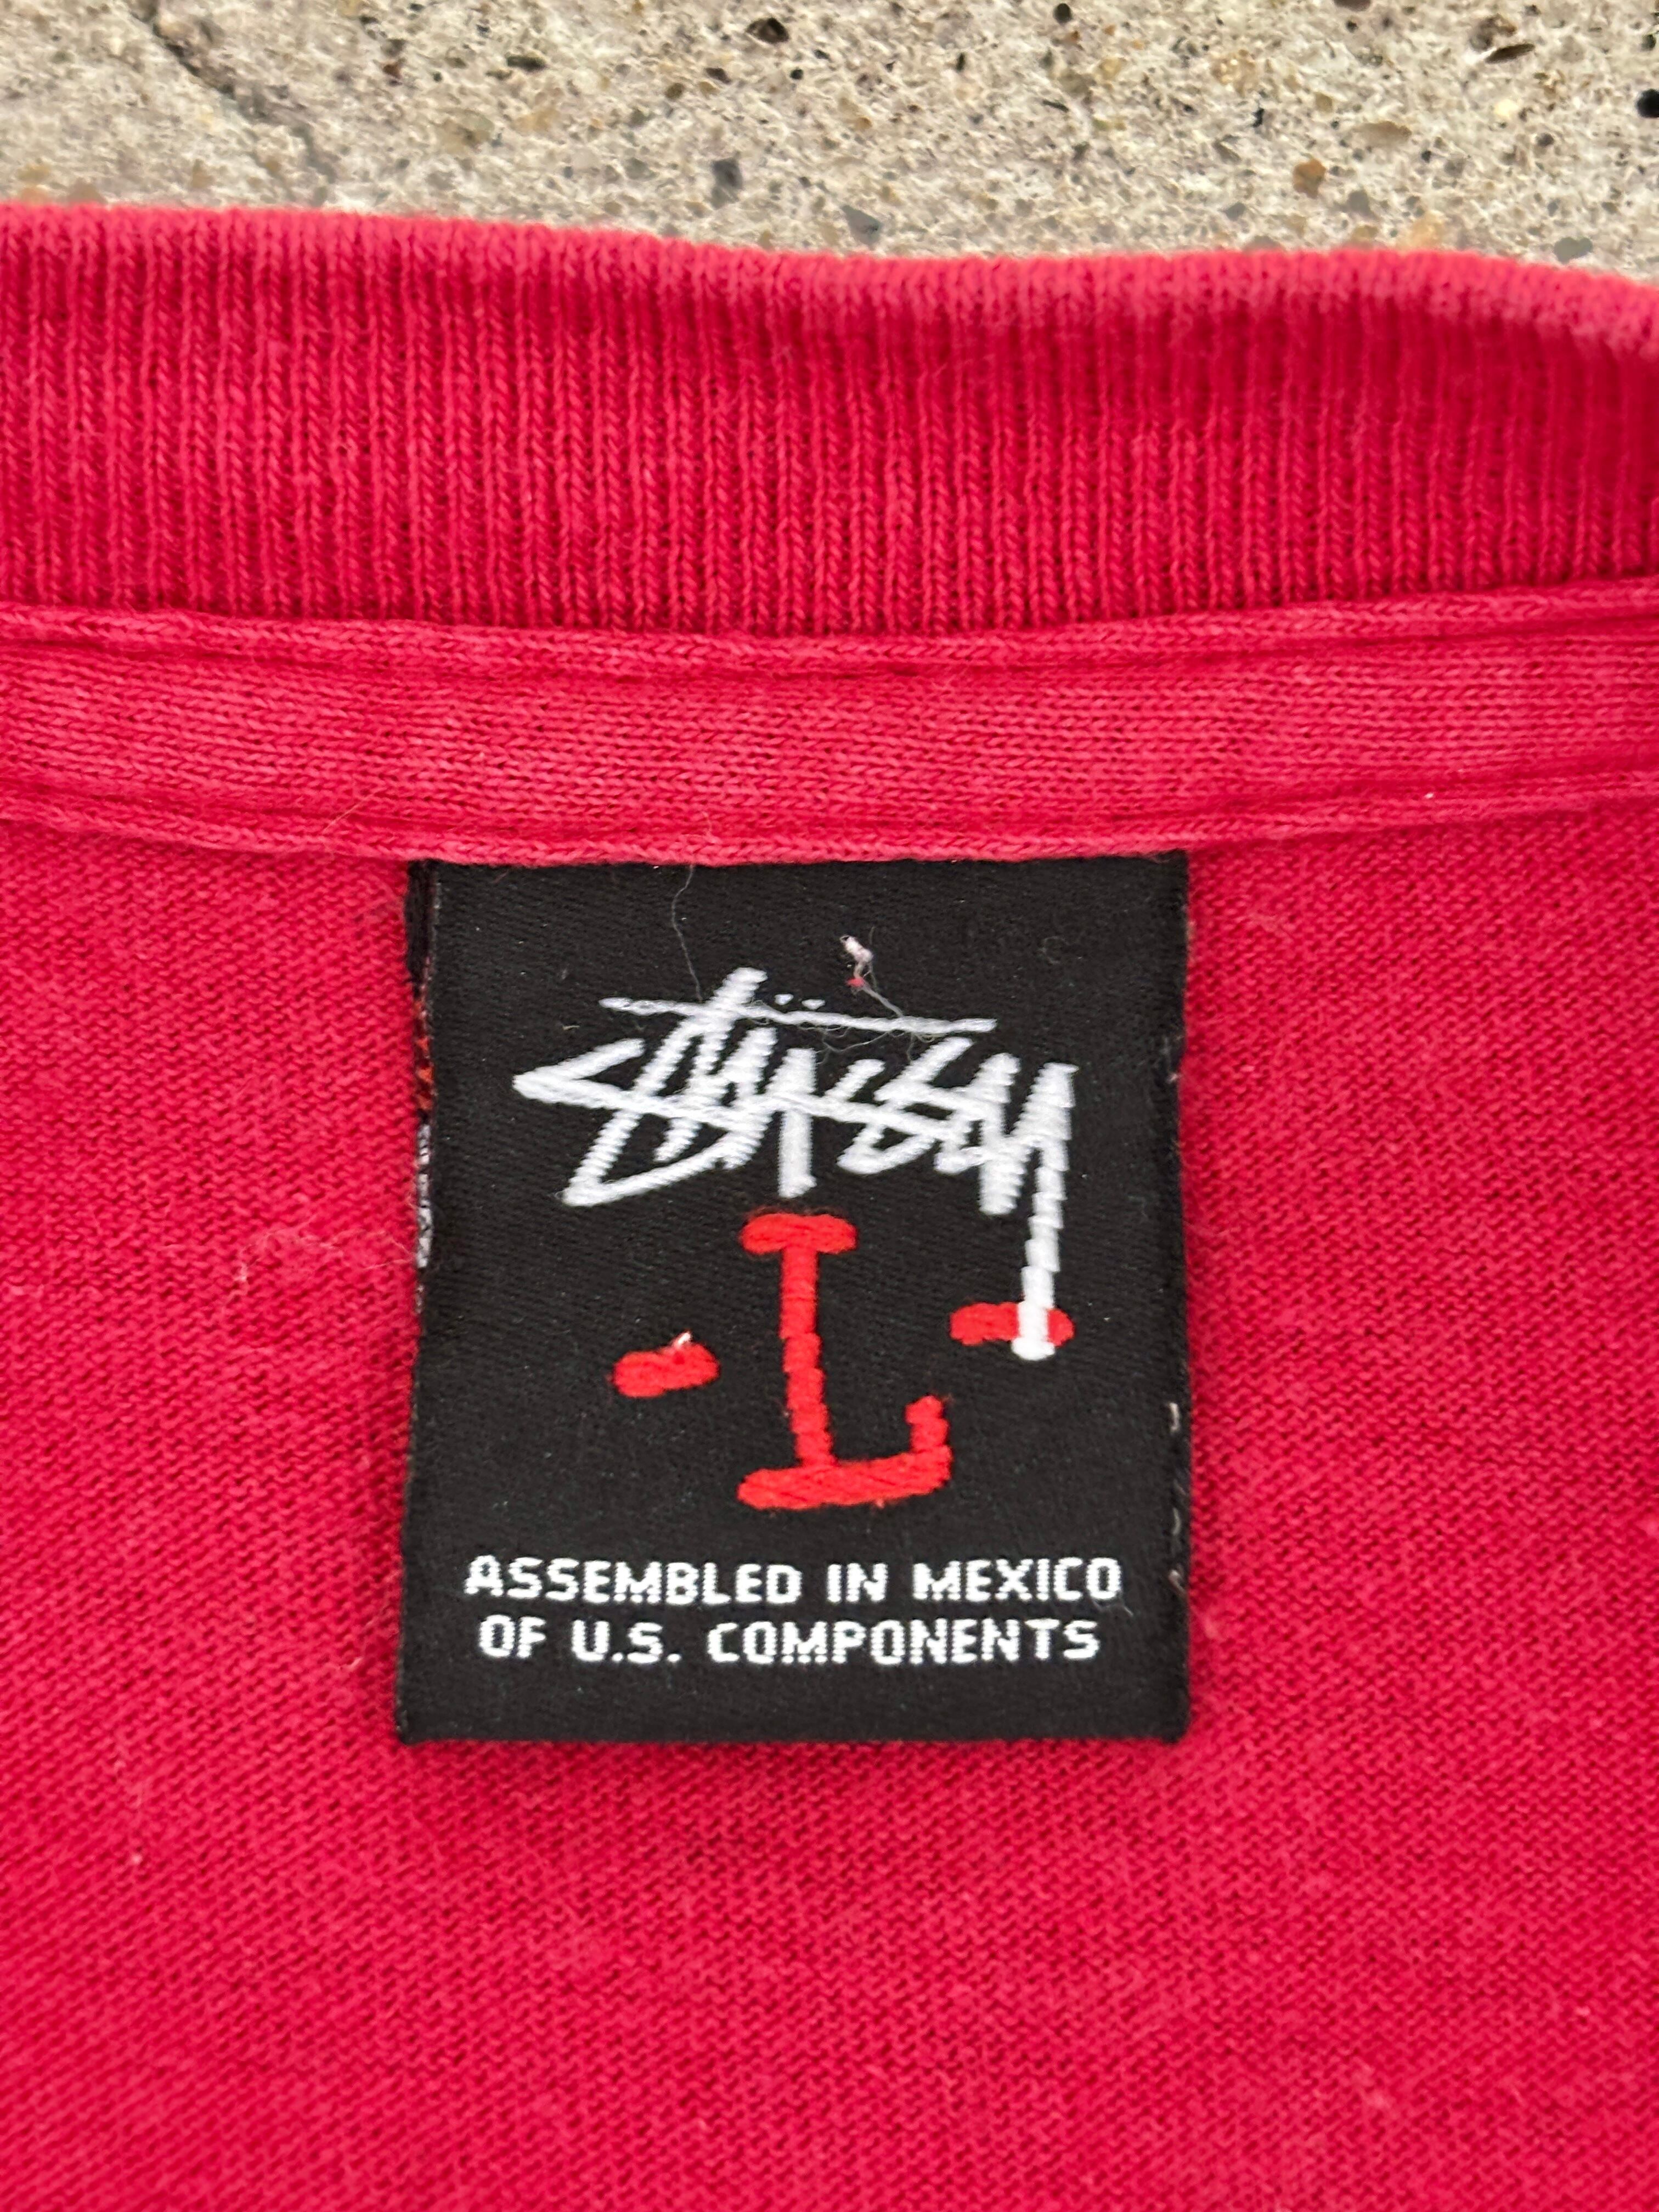 Stüssy
L
ASSEMBLED IN MEXICO
OF U.S. COMPONENTS